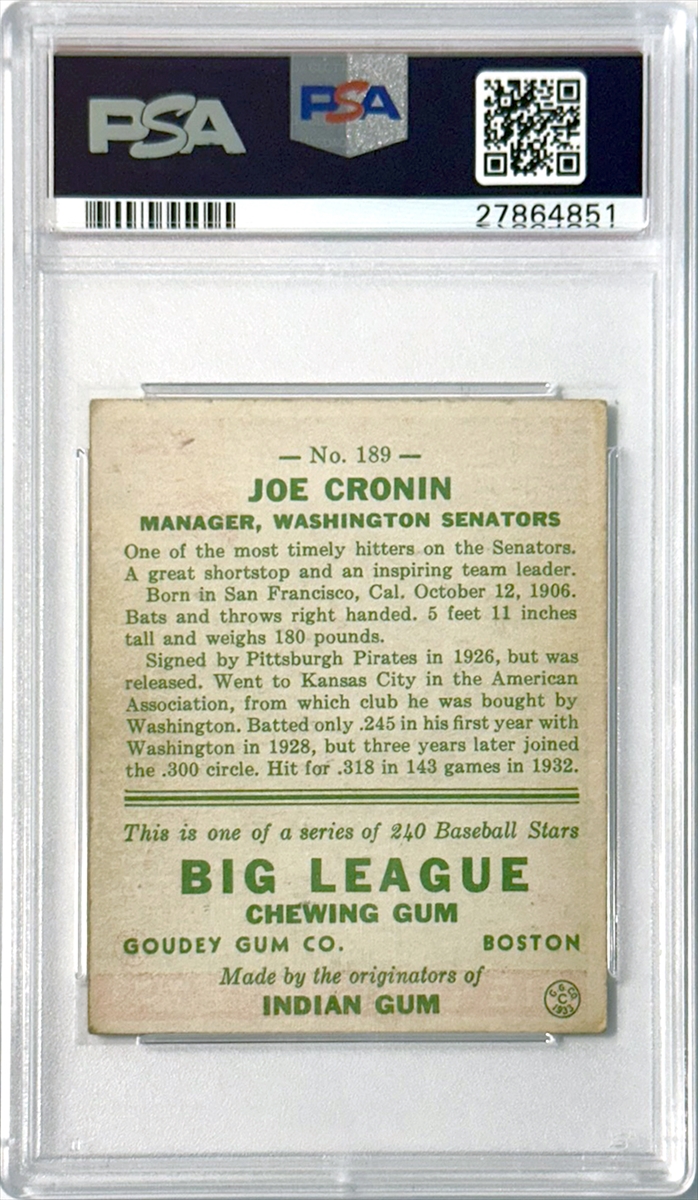 PSA
PSA
27864851
— No. 189 —
JOE CRONIN
MANAGER, WASHINGTON SENATORS
One of the most timely hitters on the Senators.
A great shortstop and an inspiring team leader.
Born in San Francisco, Cal. October 12, 1906.
Bats and throws right handed. 5 feet 11 inches
tall and weighs 180 pounds.
Signed by Pittsburgh Pirates in 1926, but was
released. Went to Kansas City in the American
Association, from which club he was bought by
Washington. Batted only .245 in his first year with
Washington in 1928, but three years later joined
the .300 circle. Hit for .318 in 143 games in 1932.
This is one of a series of 240 Baseball Stars
BIG LEAGUE
CHEWING GUM
GOUDEY GUM CO. BOSTON
Made by the originators of
INDIAN GUM
G G CO
C
1933